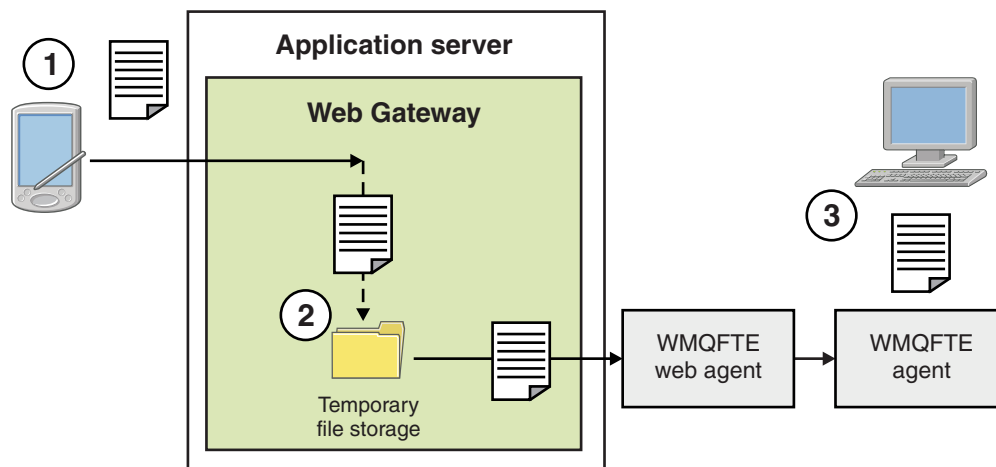 1
Application server
Web Gateway
2
Temporary
file storage
WMQFTE
web agent
3
WMQFTE
agent